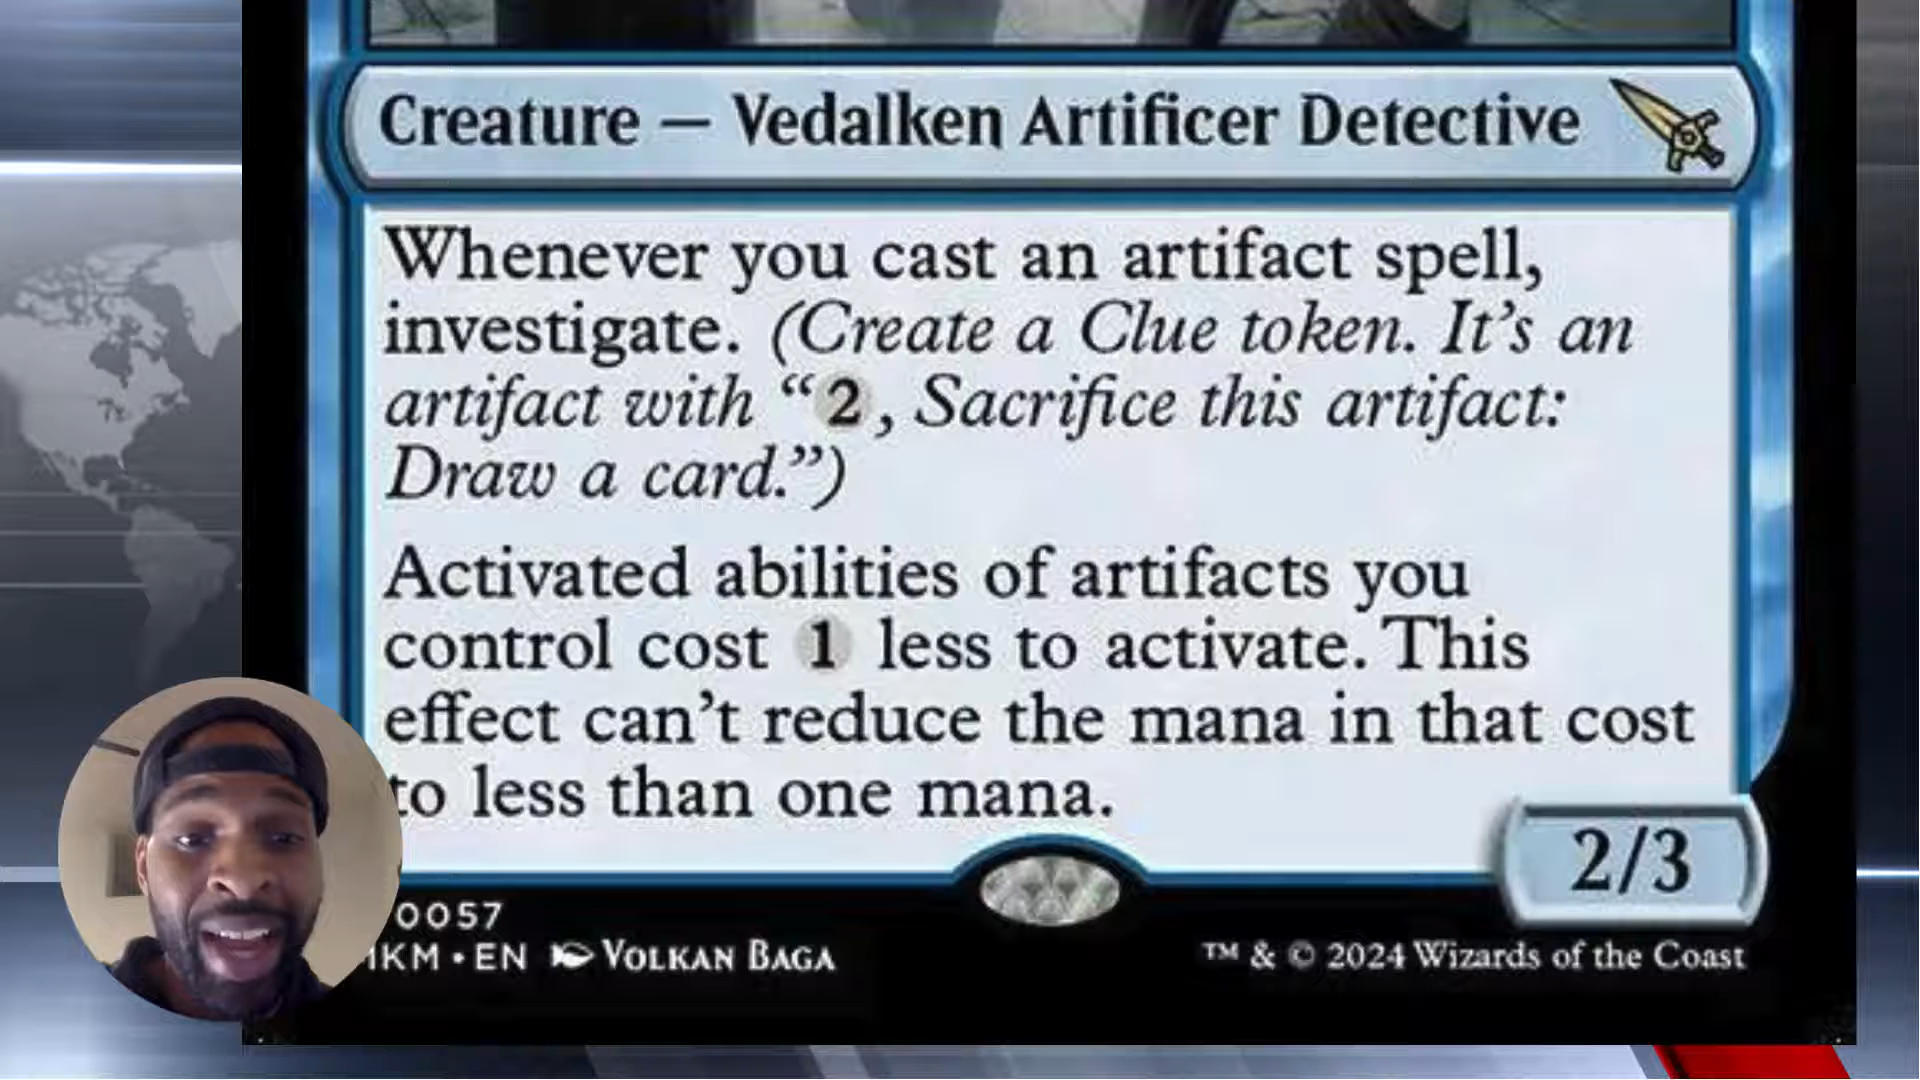 Creature — Vedalken Artificer Detective
Whenever you cast an artifact spell,
investigate. (Create a Clue token. It's an
artifact with “2, Sacrifice this artifact:
Draw a card.”)
Activated abilities of artifacts you
control cost 1 less to activate. This
effect can't reduce the mana in that cost
to less than one mana.
2/3
0057
MKM • EN VOLKAN BAGA
™ & © 2024 Wizards of the Coast